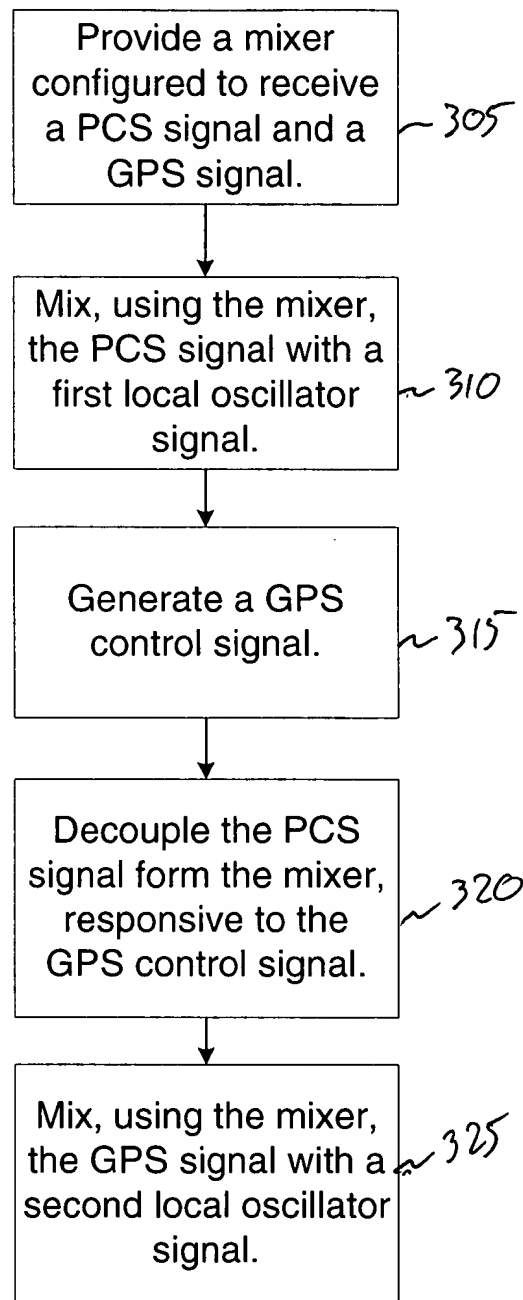 Provide a mixer
configured to receive
a PCS signal and a
GPS signal.
305
Mix, using the mixer,
the PCS signal with a
first local oscillator
signal.
310
Generate a GPS
control signal.
315
Decouple the PCS
signal form the mixer,
responsive to the
GPS control signal.
320
Mix, using the mixer,
the GPS signal with a
second local oscillator
signal.
325